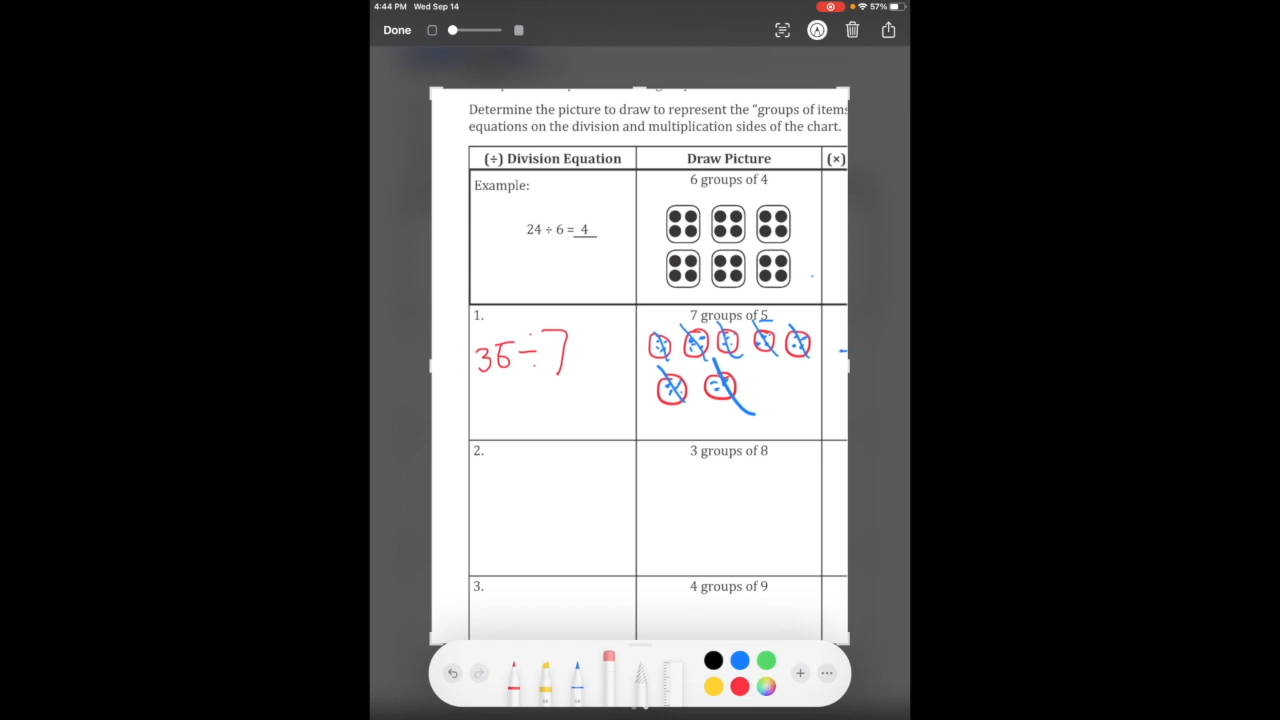 4:44 PM Wed Sep 14
57%
Done
Determine the picture to draw to represent the "groups of items
equations on the division and multiplication sides of the chart.
(÷) Division Equation
Draw Picture
(×)
Example:
6 groups of 4
24 ÷ 6 = 4
1.
7 groups of 5
35 ÷ 7
2.
3 groups of 8
3.
4 groups of 9